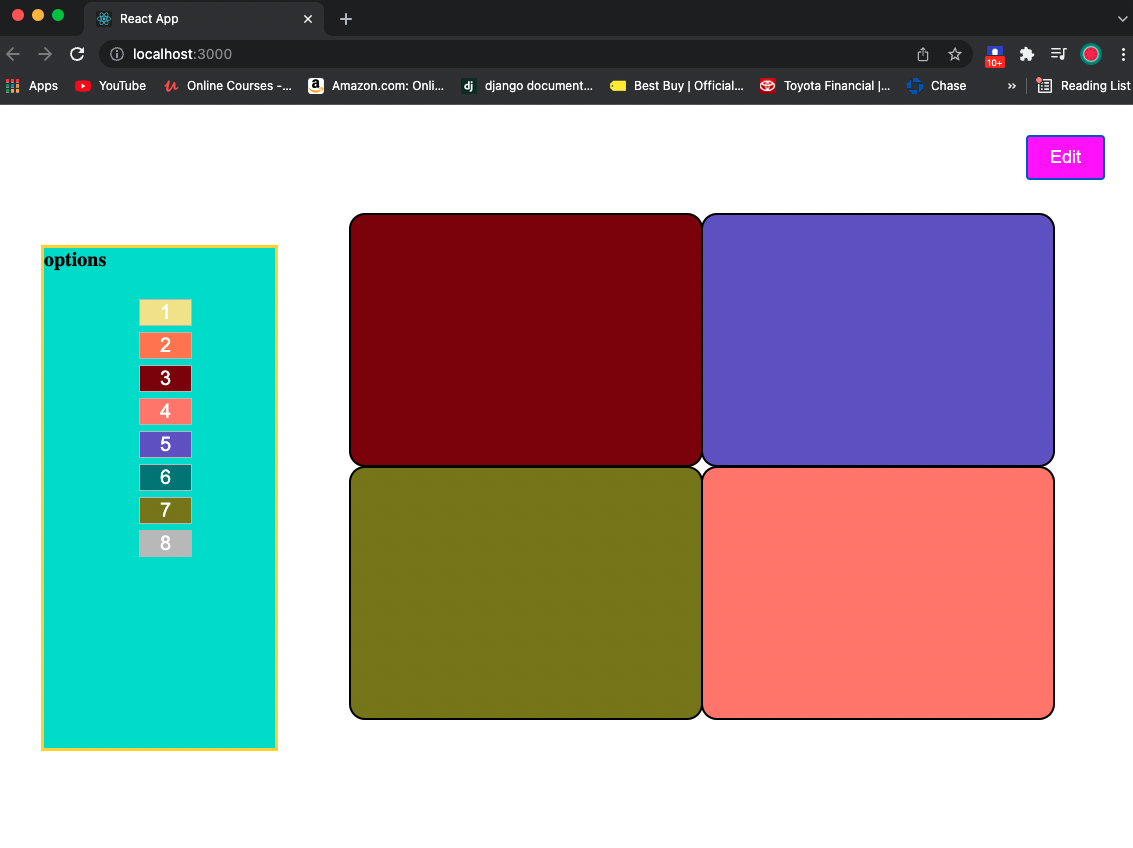 React App
localhost:3000
10+
Apps
YouTube
Online Courses -...
a
Amazon.com: Onli...
dj
django document...
Best Buy | Official...
Toyota Financial |...
Chase
»
Reading List
Edit
options
1
2
3
4
5
6
7
8